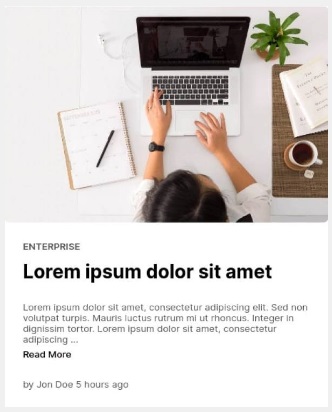 ENTERPRISE
Lorem ipsum dolor sit amet
Lorem ipsum dolor sit amet, consectetur adipiscing elit. Sed non
volutpat turpis. Mauris luctus rutrum mi ut rhoncus. Integer in
dignissim tortor. Lorem ipsum dolor sit amet, consectetur
adipiscing ...
Read More
by Jon Doe 5 hours ago